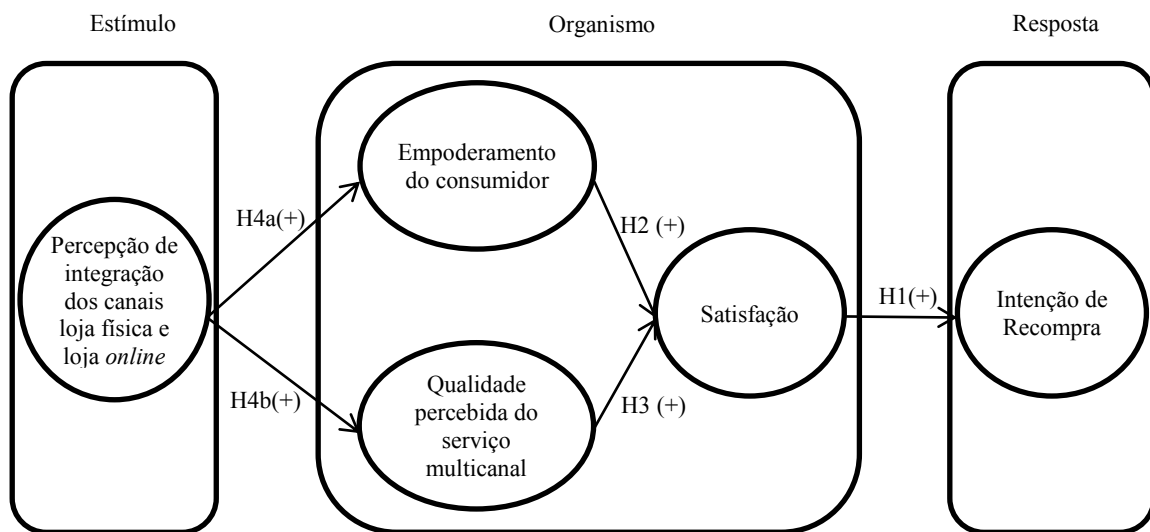 Estímulo
Organismo
Resposta
Percepção de
integração
dos canais
loja física e
loja online
H4a(+)
H4b(+)
Empoderamento
do consumidor
Qualidade
percebida do
serviço
multicanal
H2 (+)
H3 (+)
Satisfação
H1(+)
Intenção de
Recompra